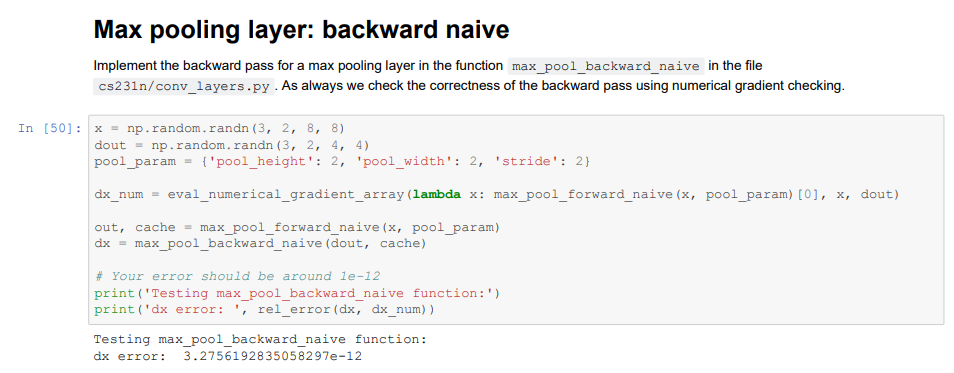 Max pooling layer: backward naive
Implement the backward pass for a max pooling layer in the function max_pool_backward_naive in the file
cs231n/conv_layers.py . As always we check the correctness of the backward pass using numerical gradient checking.
In [50]: x = np.random.randn(3, 2, 8, 8)
dout = np.random.randn(3, 2, 4, 4)
pool_param = {'pool_height': 2, 'pool_width': 2, 'stride': 2}
dx_num = eval_numerical_gradient_array(lambda x: max_pool_forward_naive(x, pool_param)[0], x, dout)
out, cache = max_pool_forward_naive(x, pool_param)
dx = max_pool_backward_naive(dout, cache)
# Your error should be around 1e-12
print('Testing max_pool_backward_naive function:')
print('dx error: ', rel_error(dx, dx_num))
Testing max_pool_backward_naive function:
dx error:  3.2756192835058297e-12